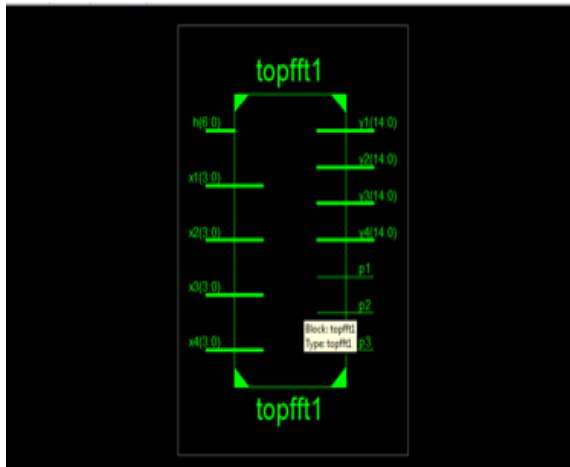 topfft1
h(6:0)
x1(3:0)
x2(3:0)
x3(3:0)
x4(3:0)
y1(14:0)
y2(14:0)
y3(14:0)
y4(14:0)
p1
p2
p3
Block: topfft1
Type: topfft1
topfft1